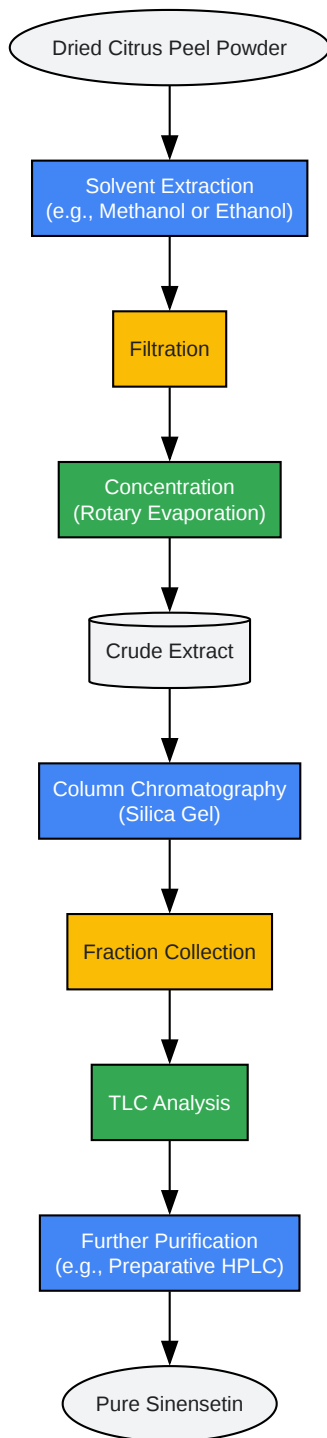 Dried Citrus Peel Powder
Solvent Extraction
(e.g., Methanol or Ethanol)
Filtration
Concentration
(Rotary Evaporation)
Crude Extract
Column Chromatography
(Silica Gel)
Fraction Collection
TLC Analysis
Further Purification
(e.g., Preparative HPLC)
Pure Sinensetin